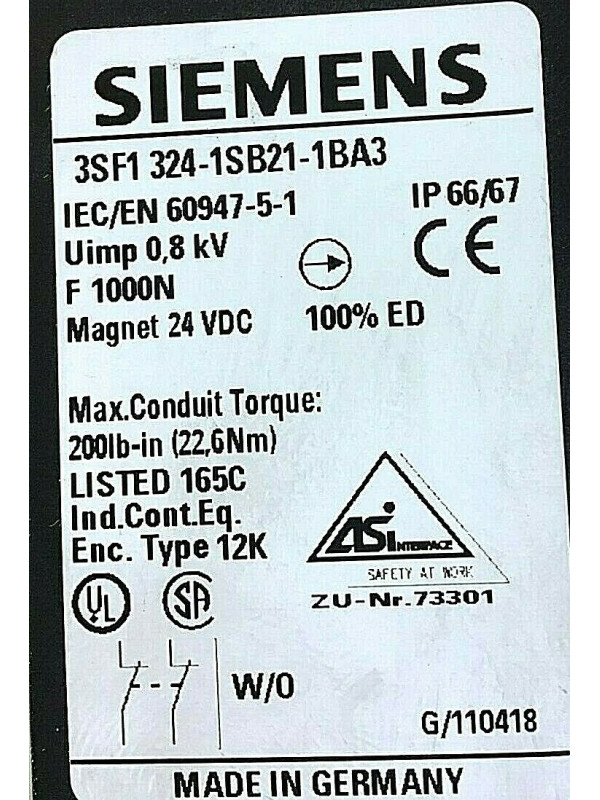 SIEMENS
3SF1 324-1SB21-1BA3
IEC/EN 60947-5-1 IP 66/67
Uimp 0,8 kV CE
F 1000N
Magnet 24 VDC 100% ED
Max.Conduit Torque:
200lb-in (22,6Nm)
LISTED 165C
Ind.Cont.Eq.
Enc. Type 12K
ASi INTERFACE
SAFETY AT WORK
ZU-Nr.73301
UL SA
W/0
G/110418
MADE IN GERMANY